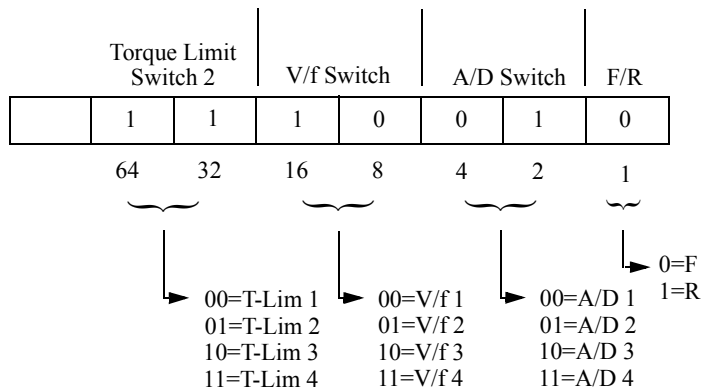 Torque Limit
Switch 2
V/f Switch
A/D Switch
F/R
1 1 1 0 0 1 0
64 32 16 8 4 2 1
0=F
1=R
00=T-Lim 1
01=T-Lim 2
10=T-Lim 3
11=T-Lim 4
00=V/f 1
01=V/f 2
10=V/f 3
11=V/f 4
00=A/D 1
01=A/D 2
10=A/D 3
11=A/D 4